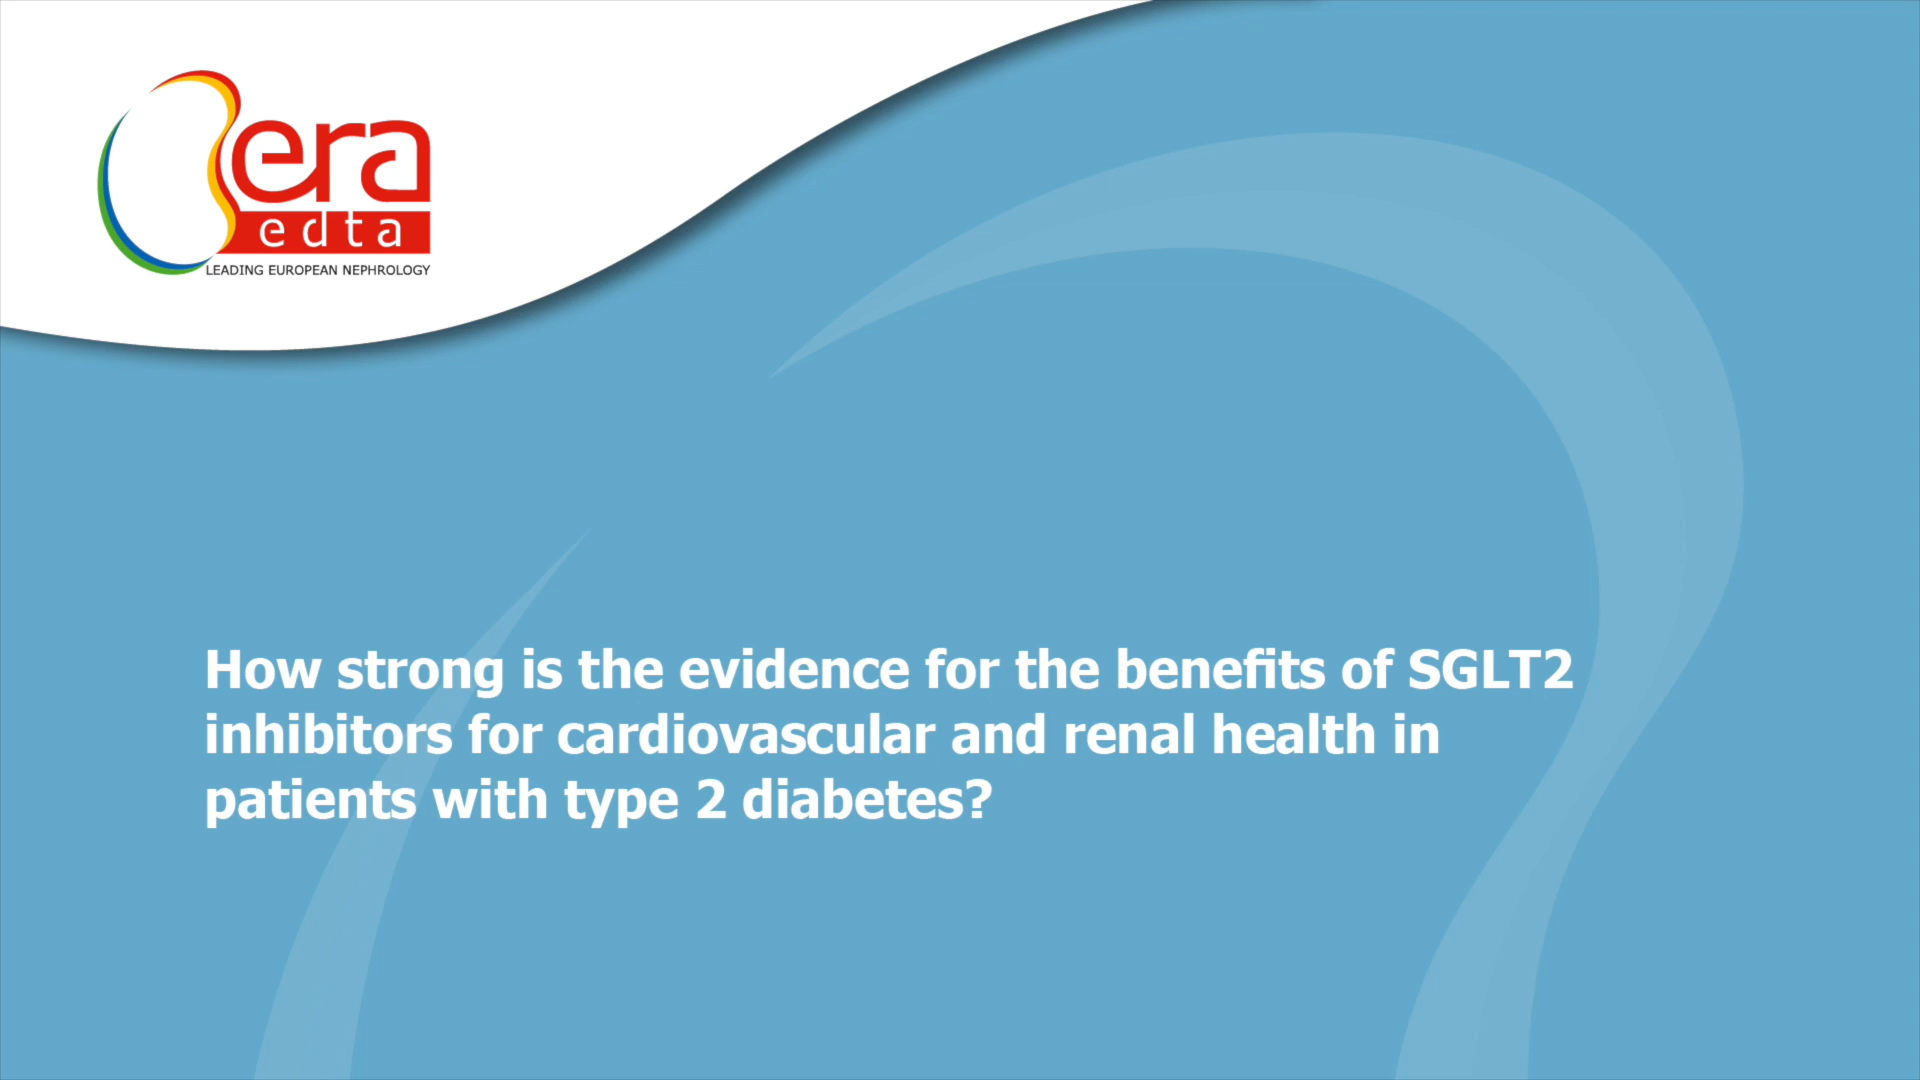 era
edta
LEADING EUROPEAN NEPHROLOGY
How strong is the evidence for the benefits of SGLT2
inhibitors for cardiovascular and renal health in
patients with type 2 diabetes?